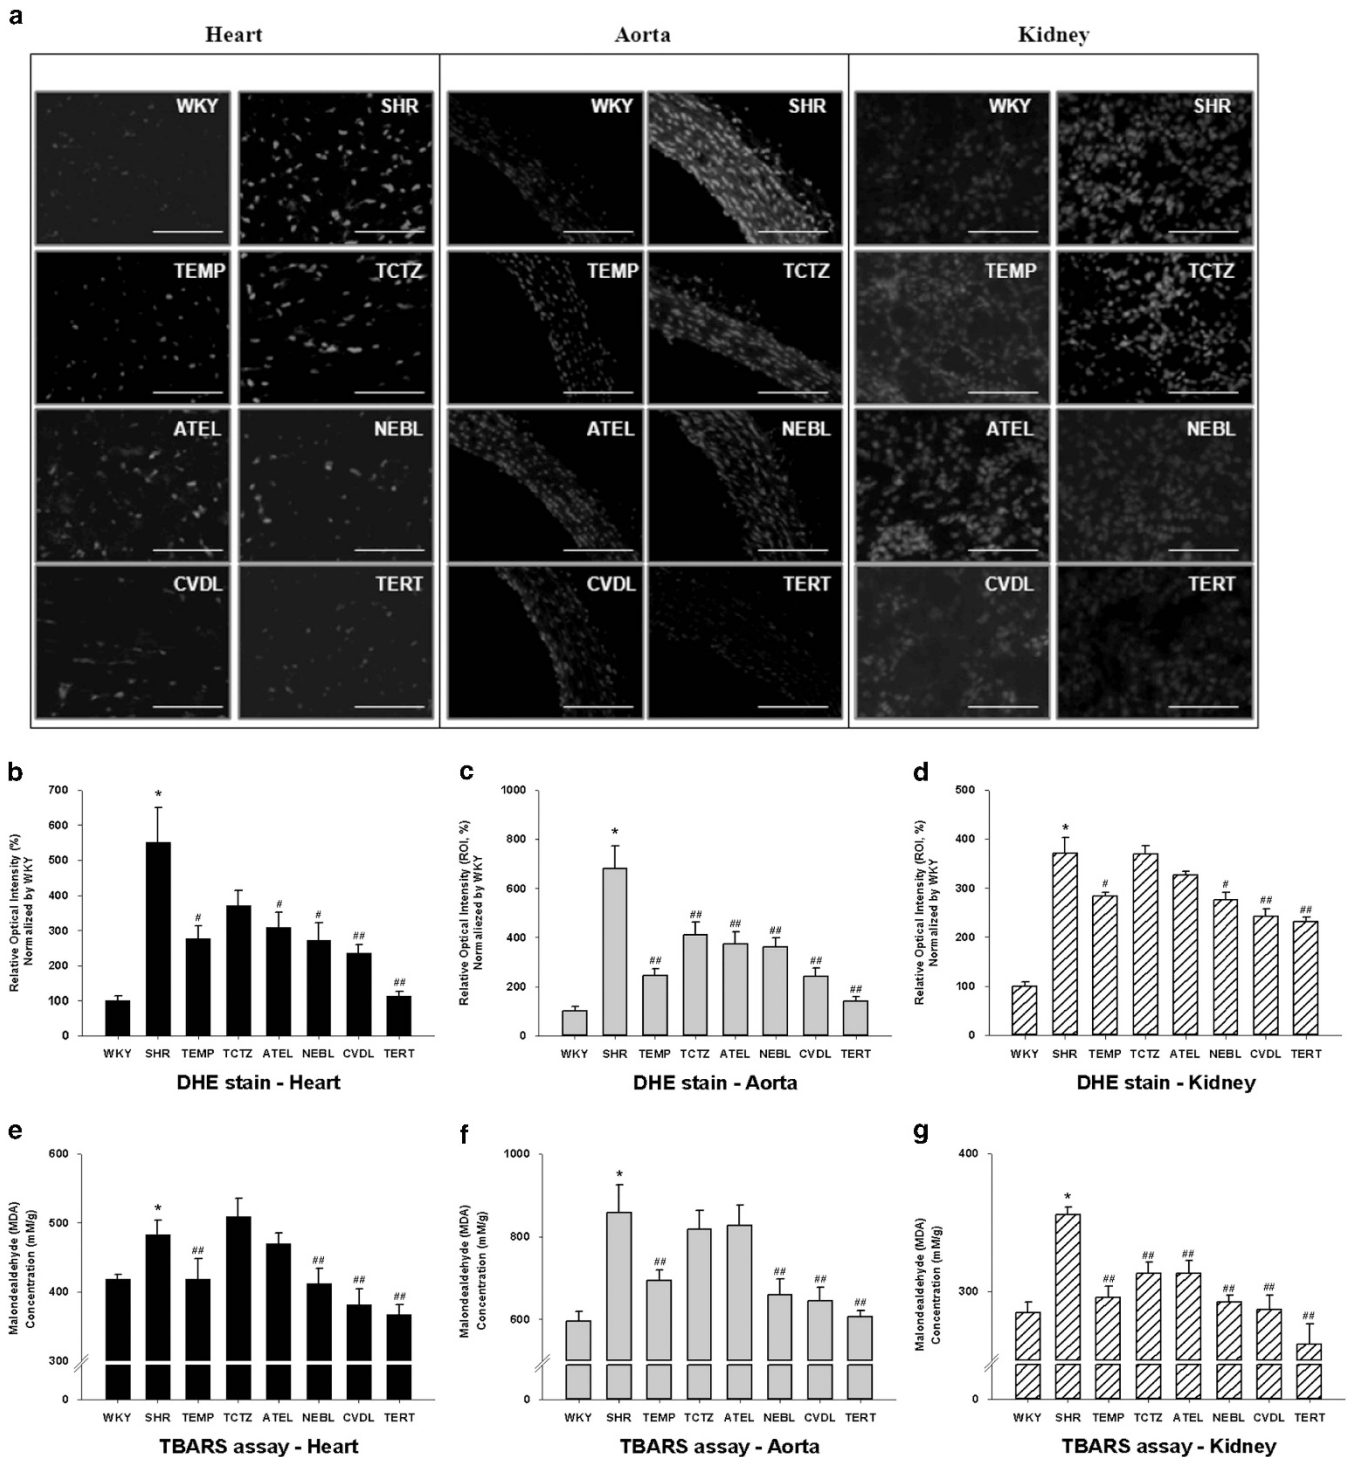 a
Heart Aorta Kidney
WKY SHR WKY SHR WKY SHR
TEMP TCTZ TEMP TCTZ TEMP TCTZ
ATEL NEBL ATEL NEBL ATEL NEBL
CVDL TERT CVDL TERT CVDL TERT
b
Relative Optical Intensity (%)
Normalized by WKY
700
600
500
400
300
200
100
0
*
#
#
#
##
##
WKY SHR TEMP TCTZ ATEL NEBL CVDL TERT
DHE stain - Heart
c
Relative Optical Intensity (ROI, %)
Normaliezed by WKY
1000
800
600
400
200
0
*
##
##
##
##
##
##
WKY SHR TEMP TCTZ ATEL NEBL CVDL TERT
DHE stain - Aorta
d
Relative Optical Intensity (ROI, %)
Normalized by WKY
500
400
300
200
100
0
*
#
#
##
##
WKY SHR TEMP TCTZ ATEL NEBL CVDL TERT
DHE stain - Kidney
e
Malondealdehyde (MDA)
Concentration (mM/g)
600
500
400
300
0
*
##
##
##
##
WKY SHR TEMP TCTZ ATEL NEBL CVDL TERT
TBARS assay - Heart
f
Malondealdehyde (MDA)
Concentration (mM/g)
1000
800
600
0
*
##
##
##
##
WKY SHR TEMP TCTZ ATEL NEBL CVDL TERT
TBARS assay - Aorta
g
Malondealdehyde (MDA)
Concentration (mM/g)
400
300
0
*
##
##
##
##
##
##
WKY SHR TEMP TCTZ ATEL NEBL CVDL TERT
TBARS assay - Kidney